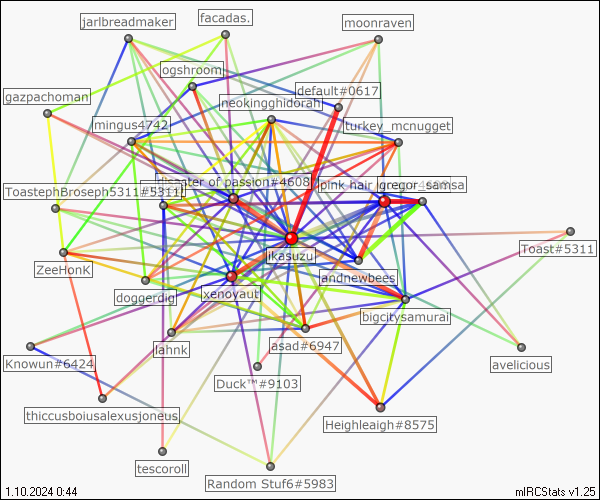 jarlbreadmaker
facadas.
moonraven
ogshroom
default#0617
gazpachoman
neokingghidorah
mingus4742
turkey_mcnugget
of passion#4608
pink hair
gregor_samsa
ToastephBroseph5311#5311
ikasuzu
Toast#5311
ZeeHonK
andnewbees
doggerdig
xenoyaut
bigcitysamurai
lahnk
asad#6947
Knowun#6424
avelicious
Duck™#9103
thiccusboiusalexusjoneus
Heighleaigh#8575
tescoroll
Random Stuf6#5983
1.10.2024 0:44
mIRCStats v1.25